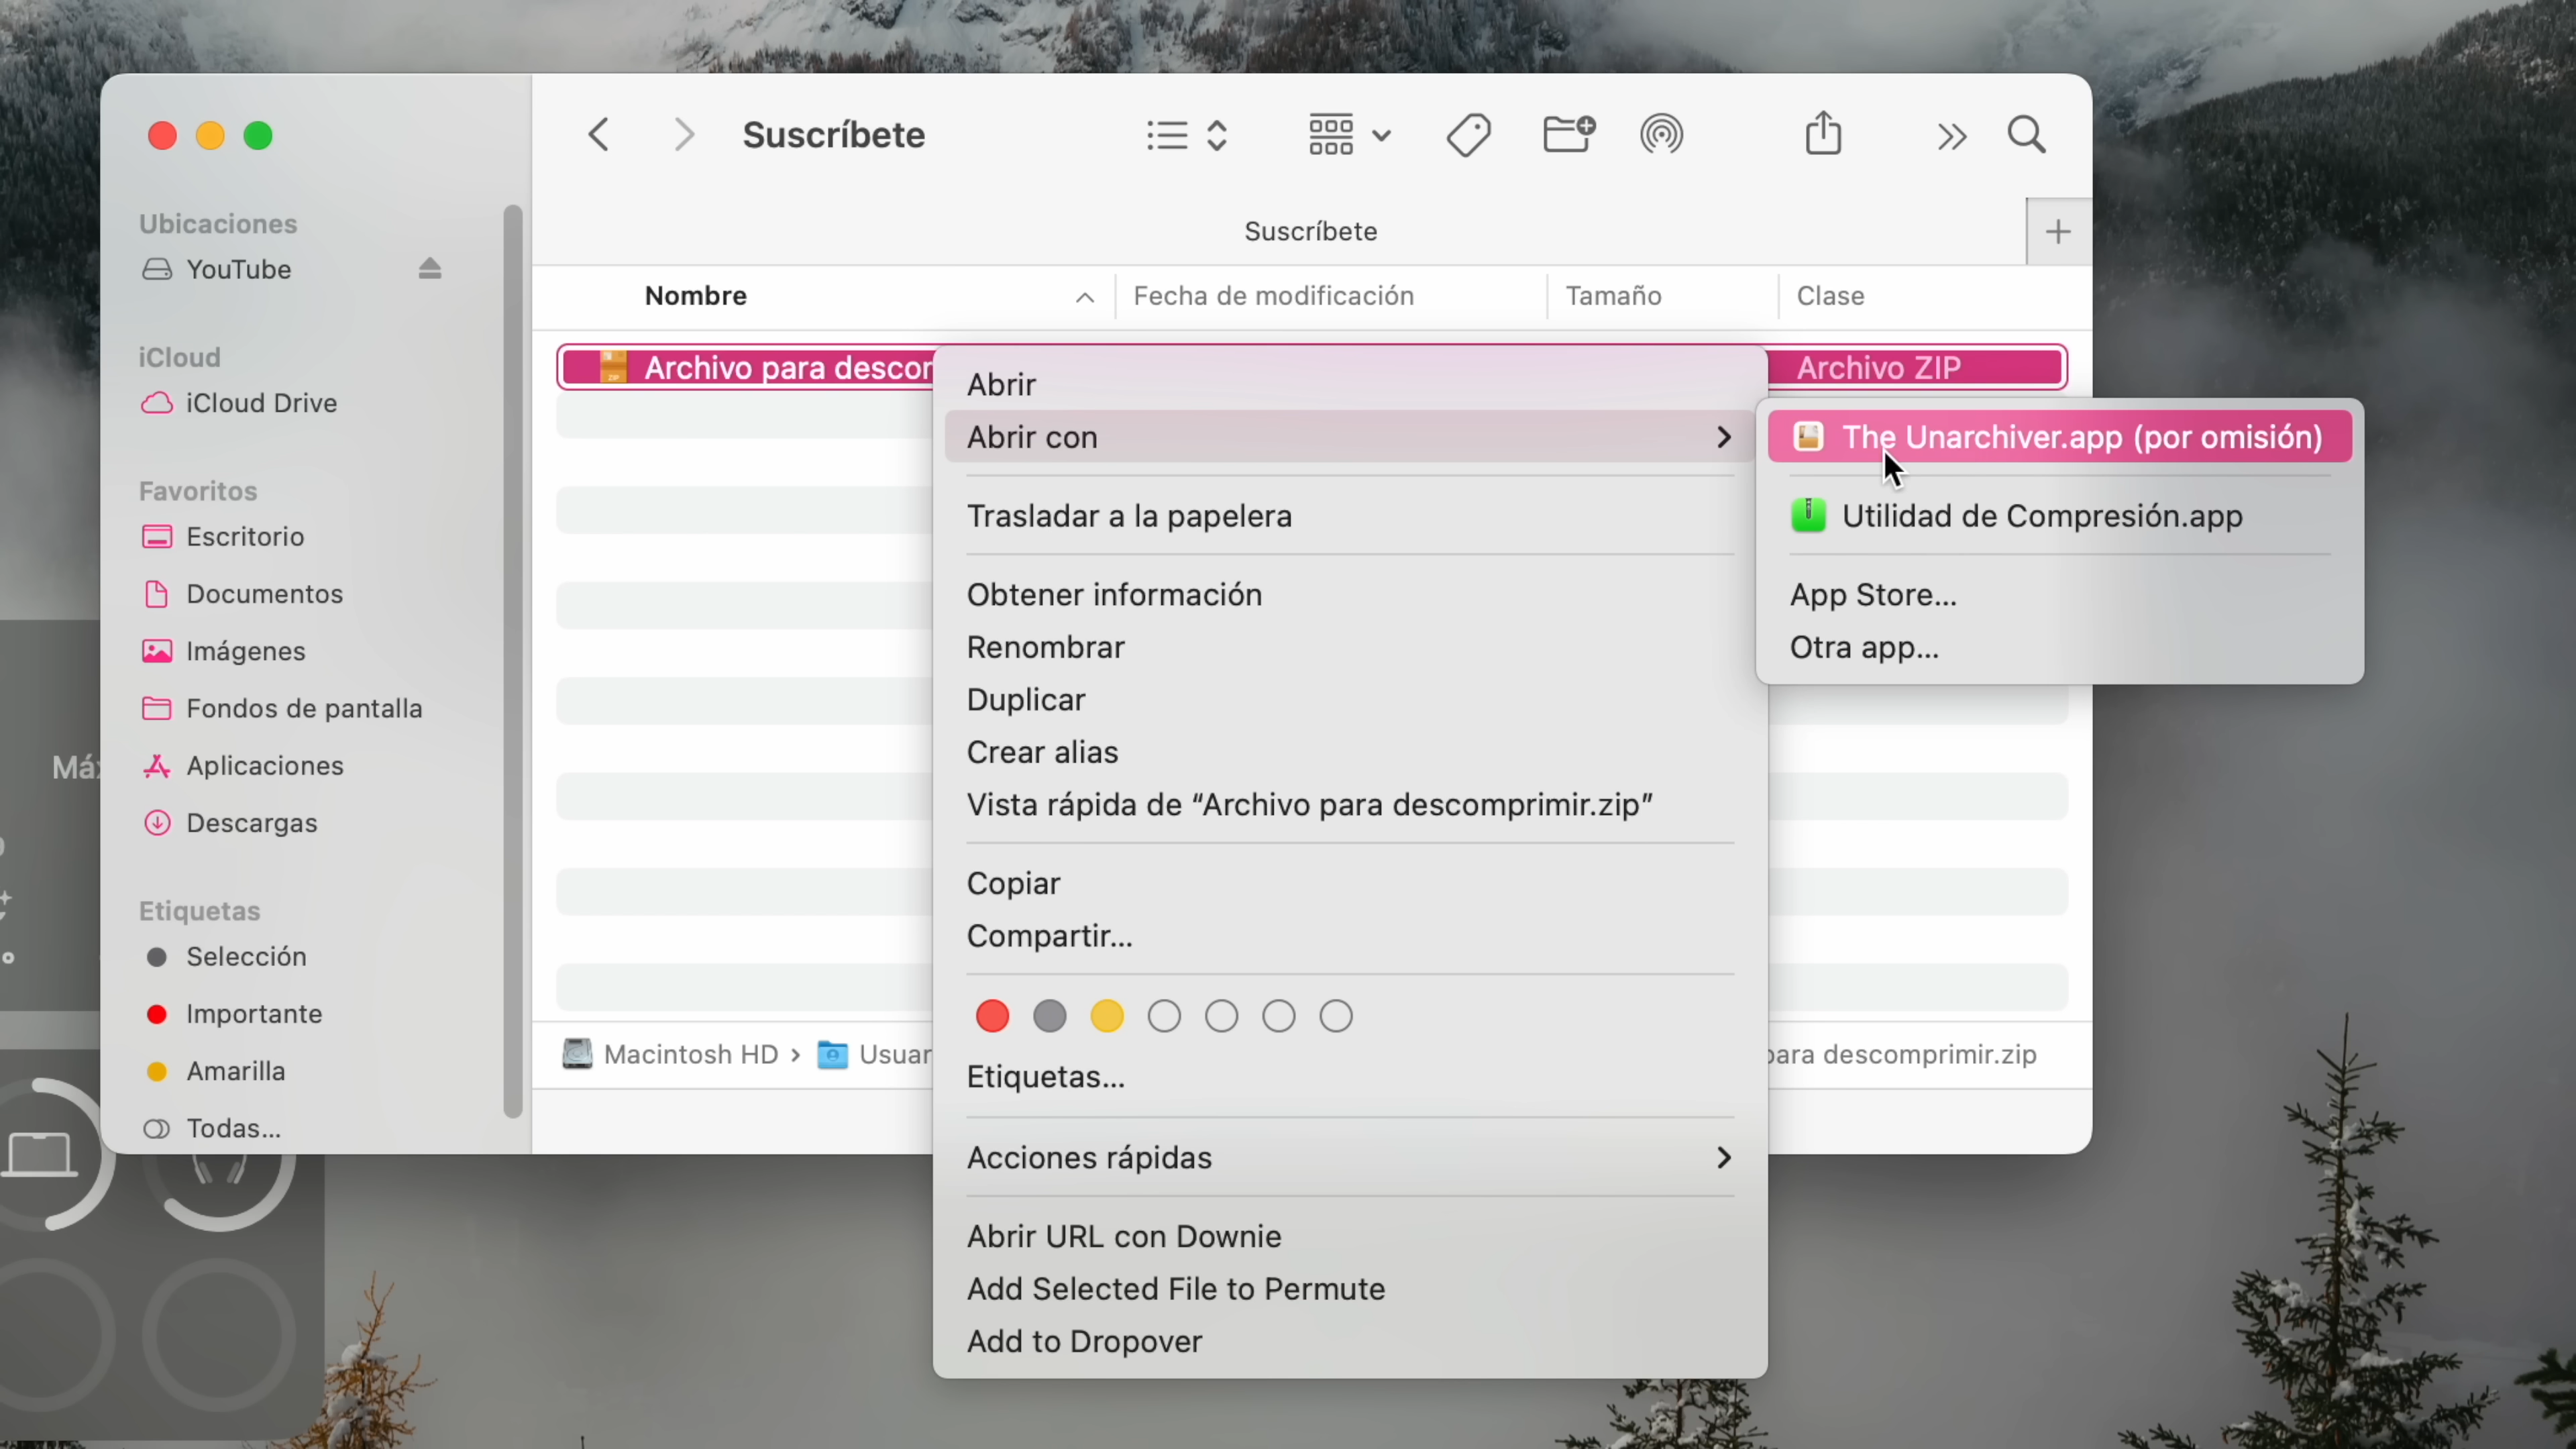 Suscríbete
Suscríbete
Ubicaciones
YouTube
iCloud
iCloud Drive
Favoritos
Escritorio
Documentos
Imágenes
Fondos de pantalla
Aplicaciones
Descargas
Etiquetas
Selección
Importante
Amarilla
Todas...
Nombre
Fecha de modificación
Tamaño
Clase
Archivo para descor
Archivo ZIP
Abrir
Abrir con
Trasladar a la papelera
Obtener información
Renombrar
Duplicar
Crear alias
Vista rápida de “Archivo para descomprimir.zip”
Copiar
Compartir...
Etiquetas...
Acciones rápidas
Abrir URL con Downie
Add Selected File to Permute
Add to Dropover
The Unarchiver.app (por omisión)
Utilidad de Compresión.app
App Store...
Otra app...
Macintosh HD › Usuar
para descomprimir.zip